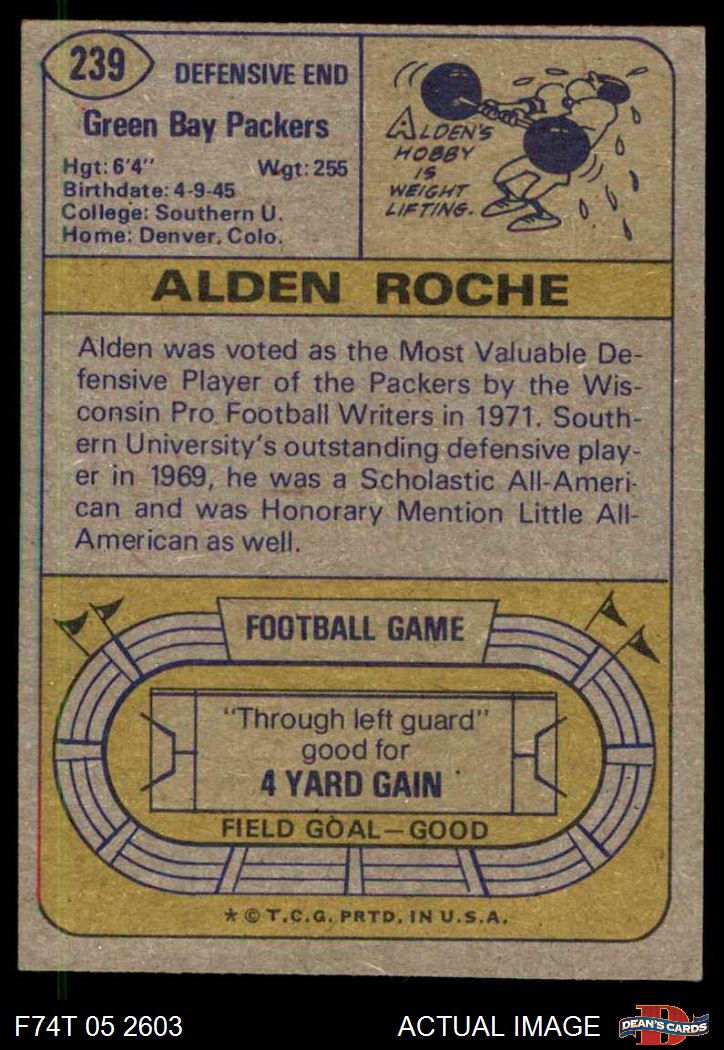 239
DEFENSIVE END
Green Bay Packers
Hgt: 6'4" Wgt: 255
Birthdate: 4-9-45
College: Southern U.
Home: Denver, Colo.
ALDEN'S
HOBBY
IS
WEIGHT
LIFTING.
ALDEN ROCHE
Alden was voted as the Most Valuable De-
fensive Player of the Packers by the Wis-
consin Pro Football Writers in 1971. South-
ern University's outstanding defensive play-
er in 1969, he was a Scholastic All-Ameri-
can and was Honorary Mention Little All-
American as well.
FOOTBALL GAME
"Through left guard"
good for
4 YARD GAIN
FIELD GOAL—GOOD
* © T.C.G. PRTD. IN U.S.A.
F74T 05 2603
ACTUAL IMAGE
D
DEAN'S CARDS